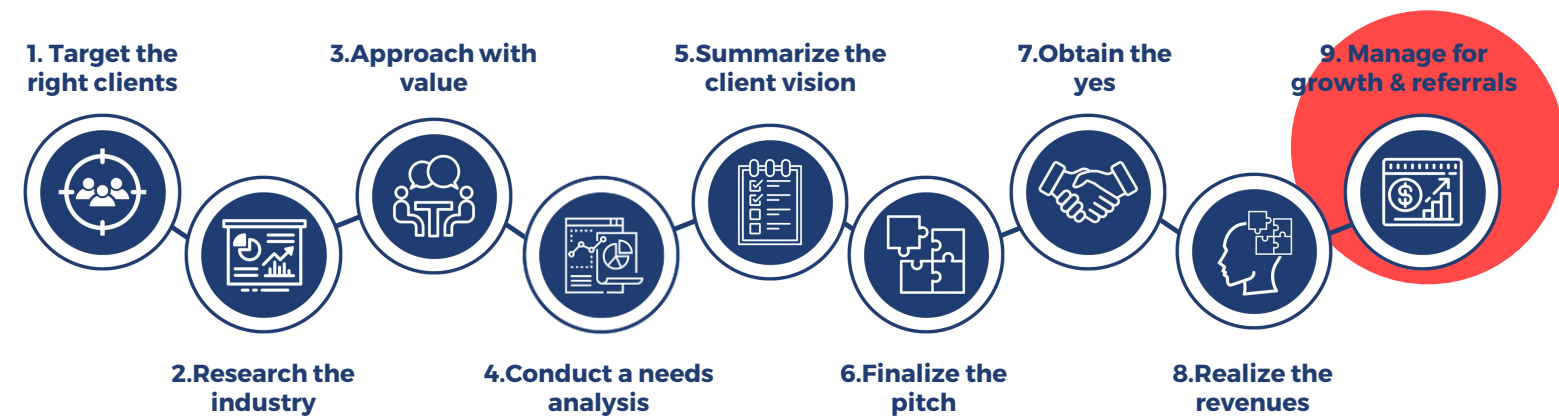 1. Target the
right clients
2.Research the
industry
3.Approach with
value
4.Conduct a needs
analysis
5.Summarize the
client vision
6.Finalize the
pitch
7.Obtain the
yes
8.Realize the
revenues
9. Manage for
growth & referrals
$